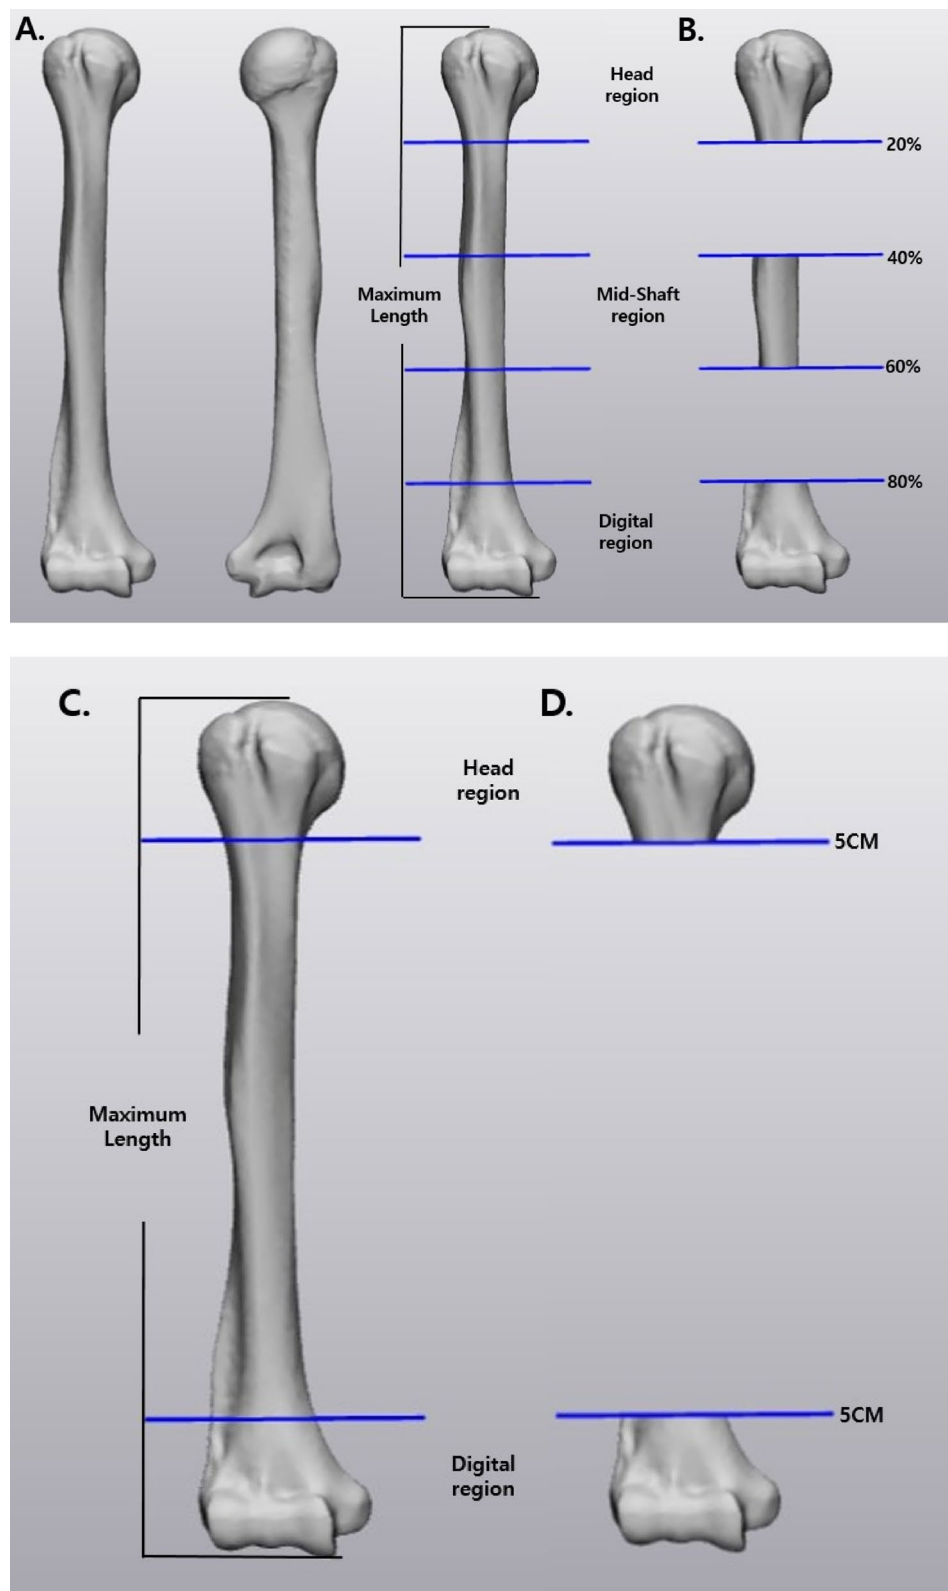 A.
B.
Head
region
20%
40%
Maximum
Length
Mid-Shaft
region
60%
80%
Digital
region
C.
D.
Head
region
5CM
Maximum
Length
5CM
Digital
region